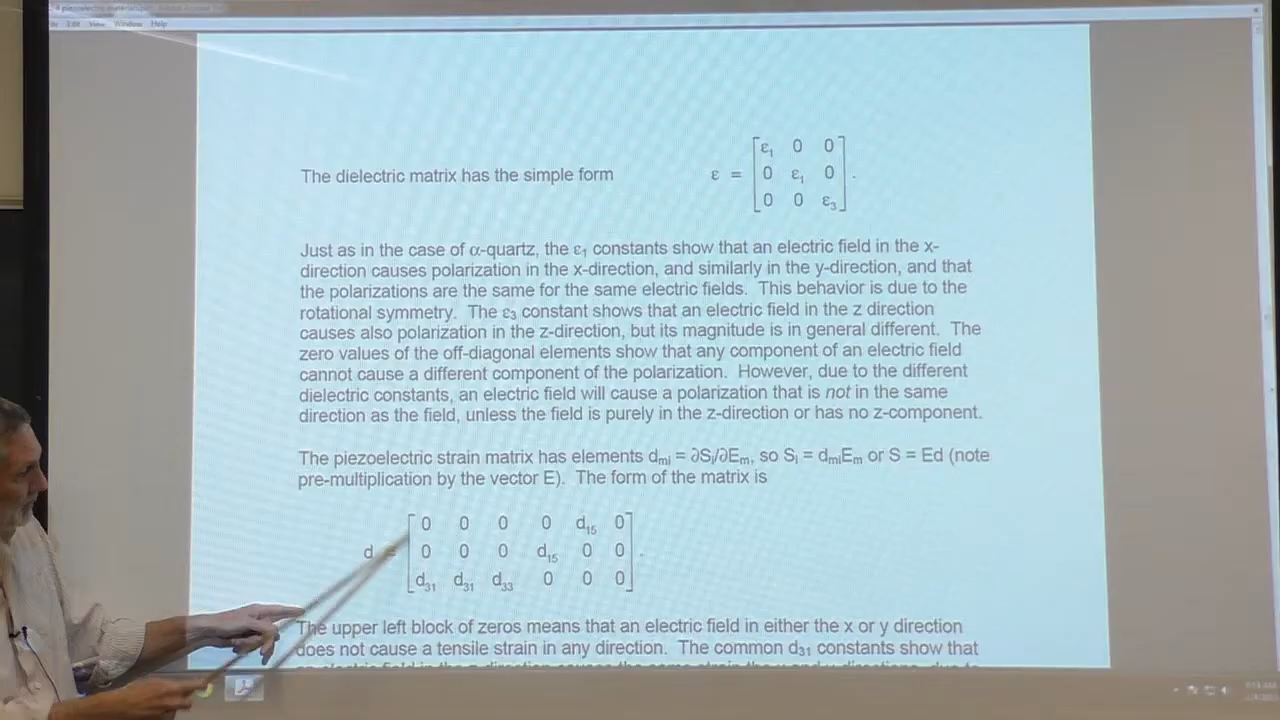 4 piezoelectric materials.pdf - Adobe Acrobat
Edit View Window Help
The dielectric matrix has the simple form
ε = [ε₁ 0 0
0 ε₁ 0
0 0 ε₃].
Just as in the case of α-quartz, the ε₁ constants show that an electric field in the x-
direction causes polarization in the x-direction, and similarly in the y-direction, and that
the polarizations are the same for the same electric fields. This behavior is due to the
rotational symmetry. The ε₃ constant shows that an electric field in the z direction
causes also polarization in the z-direction, but its magnitude is in general different. The
zero values of the off-diagonal elements show that any component of an electric field
cannot cause a different component of the polarization. However, due to the different
dielectric constants, an electric field will cause a polarization that is not in the same
direction as the field, unless the field is purely in the z-direction or has no z-component.
The piezoelectric strain matrix has elements dₘᵢ = ∂Sᵢ/∂Eₘ, so Sᵢ = dₘᵢEₘ or S = Ed (note
pre-multiplication by the vector E). The form of the matrix is
d = [0 0 0 0 d₁₅ 0
0 0 0 d₁₅ 0 0
d₃₁ d₃₁ d₃₃ 0 0 0].
The upper left block of zeros means that an electric field in either the x or y direction
does not cause a tensile strain in any direction. The common d₃₁ constants show that